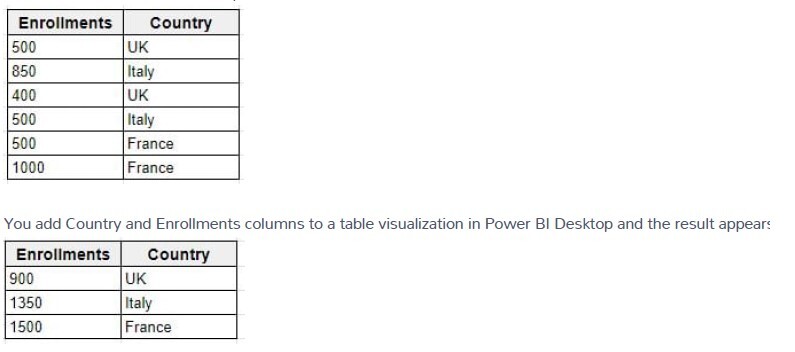 Enrollments Country
500 UK
850 Italy
400 UK
500 Italy
500 France
1000 France
You add Country and Enrollments columns to a table visualization in Power BI Desktop and the result appears
Enrollments Country
900 UK
1350 Italy
1500 France